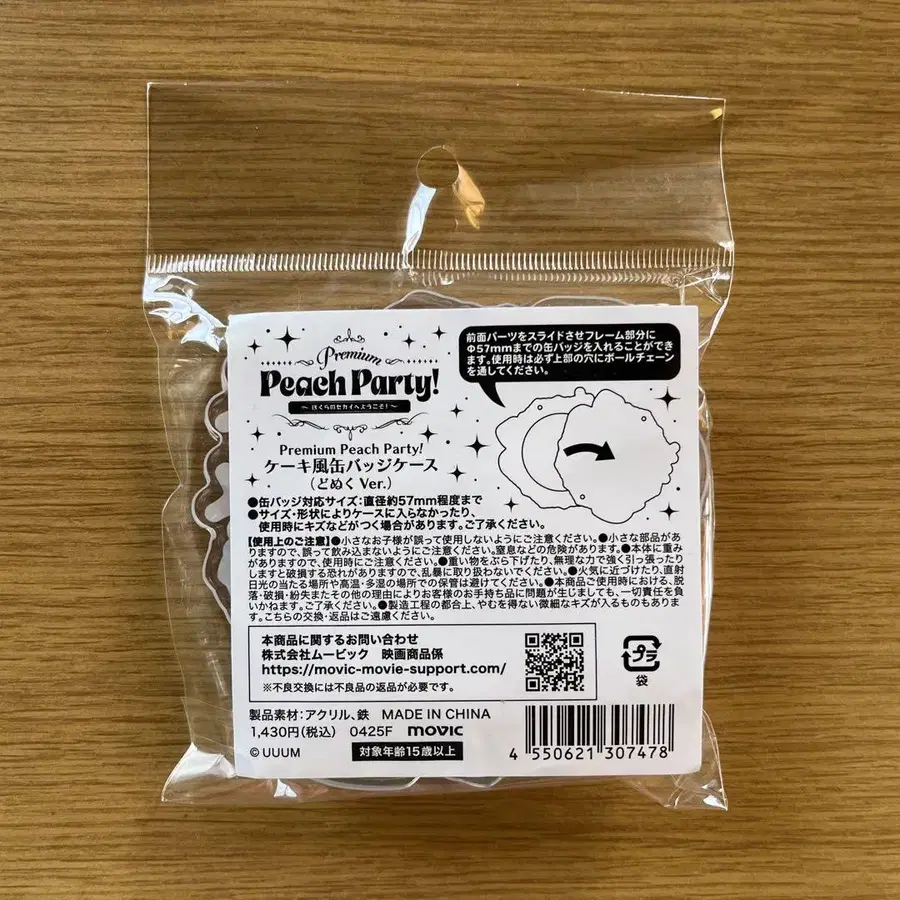 Premium
Peach Party!
～ぼくらのセカイへようこそ!～
前面パーツをスライドさせフレーム部分に
Φ57mmまでの缶バッジを入れることができ
ます。使用時は必ず上部の穴にボールチェーン
を通してください。
Premium Peach Party!
ケーキ風缶バッジケース
（どぬくVer.）
●缶バッジ対応サイズ：直径約57mm程度まで
●サイズ・形状によりケースに入らなかったり、
使用時にキズなどがつく場合があります。ご了承ください。
【使用上のご注意】●小さなお子様が誤って使用しないようにご注意ください。●小さな部品があ
りますので、誤って飲み込まないようにご注意ください。窒息などの危険があります。●本体に重み
がありますので、使用時にご注意ください。●重い物をぶら下げたり、無理な力で強く引っ張ったり
しますと破損する恐れがありますので、乱暴に取り扱わないでください。●火気に近づけたり、直射
日光の当たる場所や高温・多湿の場所での保管は避けてください。●本商品ご使用時における、脱
落・破損・紛失またその他の理由によりお客様のお手持ち品に問題が生じましても、一切責任を負
いかねます。ご了承ください。●製造工程の都合上、やむを得ない微細なキズが入るものもありま
す。こちらの交換・返品はご遠慮ください。
本商品に関するお問い合わせ
株式会社ムービック 映画商品係
https://movic-movie-support.com/
※不良交換には不良品の返品が必要です。
プラ
袋
製品素材：アクリル、鉄 MADE IN CHINA
1,430円(税込) 0425F movic
©UUUM 対象年齢15歳以上
4 550621 307478